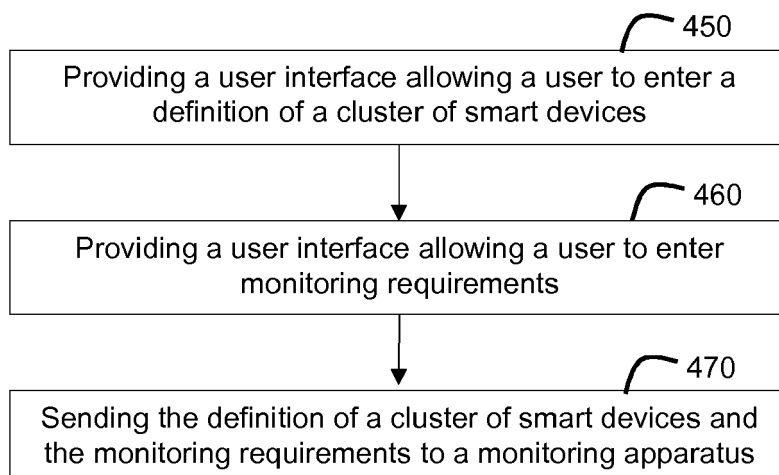 450
Providing a user interface allowing a user to enter a
definition of a cluster of smart devices
460
Providing a user interface allowing a user to enter
monitoring requirements
470
Sending the definition of a cluster of smart devices and
the monitoring requirements to a monitoring apparatus